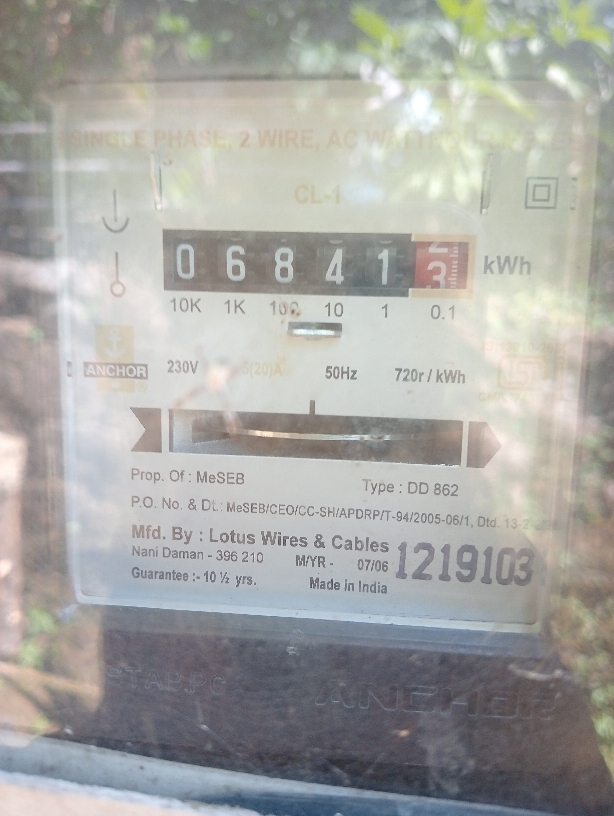 SINGLE PHASE, 2 WIRE, AC
CL-1
0 6 8 4 1 3 kWh
10K 1K 100 10 1 0.1
ANCHOR 230V 5(20)A 50Hz 720r / kWh
Prop. Of : MeSEB Type : DD 862
P.O. No. & Dt.: MeSEB/CEO/CC-SH/APDRP/T-94/2005-06/1, Dtd.
Mfd. By : Lotus Wires & Cables
Nani Daman - 396 210 M/YR - 07/06 1219103
Guarantee :- 10 ½ yrs. Made in India
ANCHOR